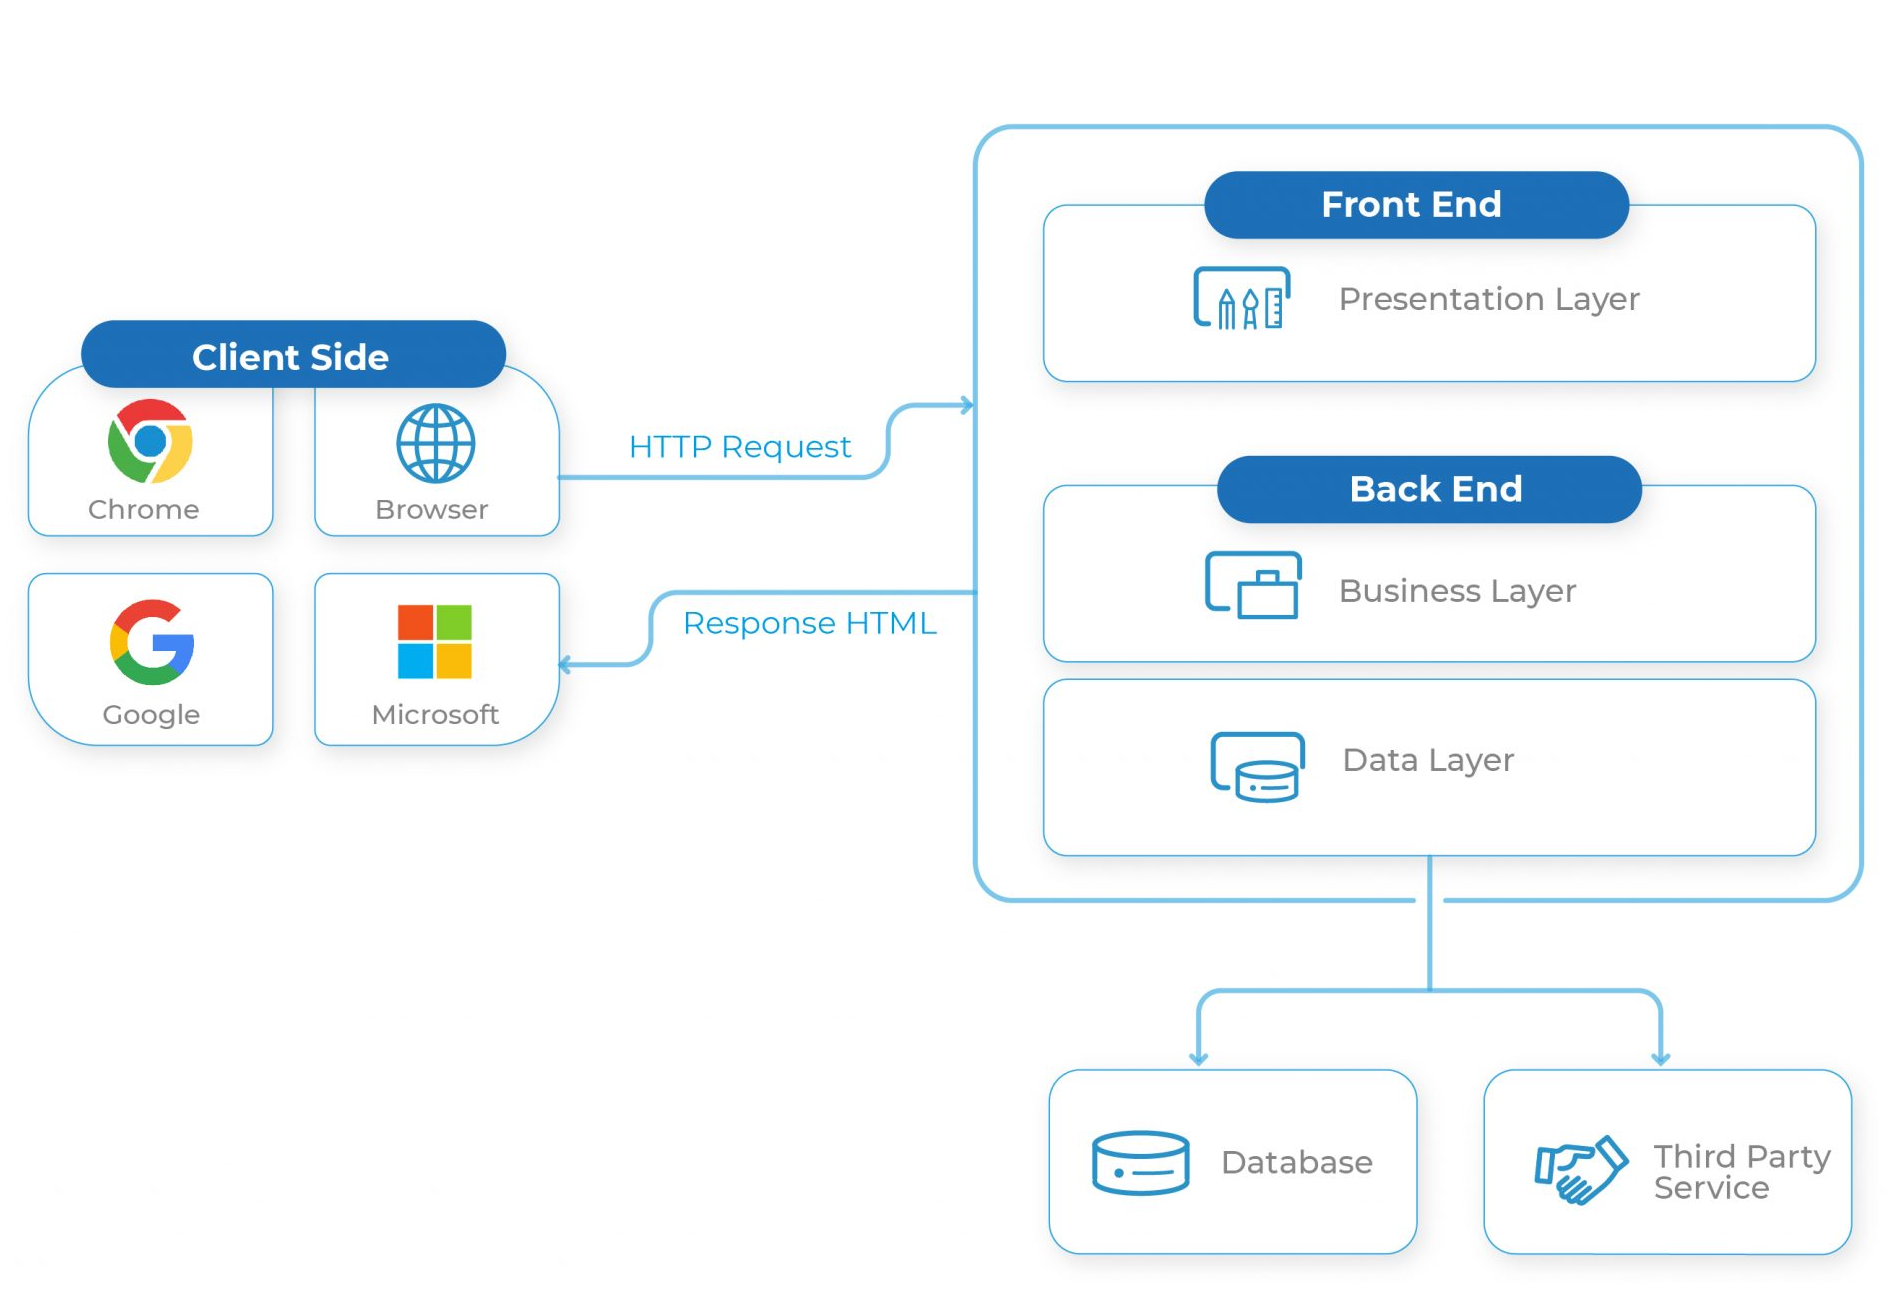 Client Side
Chrome
Browser
Google
Microsoft
HTTP Request
Response HTML
Front End
Presentation Layer
Back End
Business Layer
Data Layer
Database
Third Party
Service